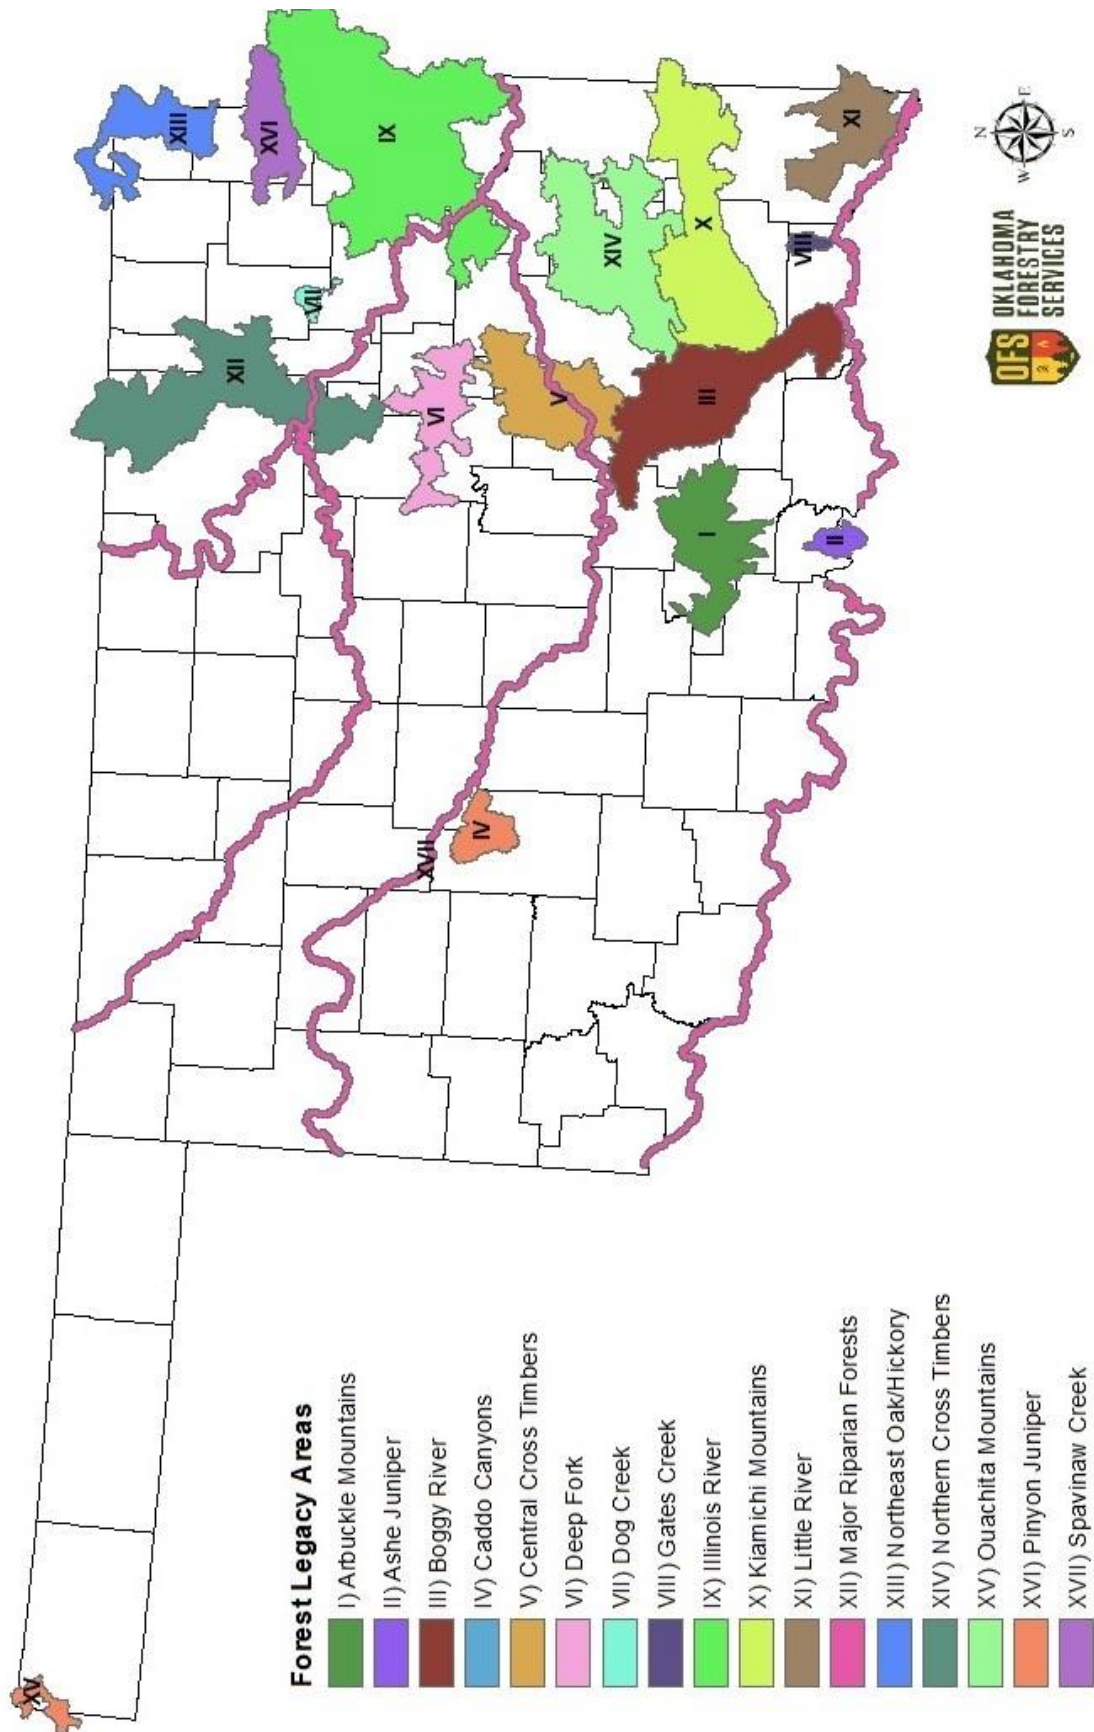 XIII
XVI
IX
XII
VII
VI
V
XIV
X
XI
VIII
III
I
II
IV
XVII
XV
Forest Legacy Areas
I) Arbuckle Mountains
II) Ashe Juniper
III) Boggy River
IV) Caddo Canyons
V) Central Cross Timbers
VI) Deep Fork
VII) Dog Creek
VIII) Gates Creek
IX) Illinois River
X) Kiamichi Mountains
XI) Little River
XII) Major Riparian Forests
XIII) Northeast Oak/Hickory
XIV) Northern Cross Timbers
XV) Ouachita Mountains
XVI) Pinyon Juniper
XVII) Spavinaw Creek
OFS
OKLAHOMA
FORESTRY
SERVICES
N
W
E
S